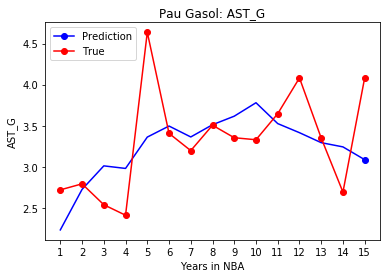 Pau Gasol: AST_G
Prediction
True
4.5
4.0
3.5
3.0
2.5
AST_G
1 2 3 4 5 6 7 8 9 10 11 12 13 14 15
Years in NBA